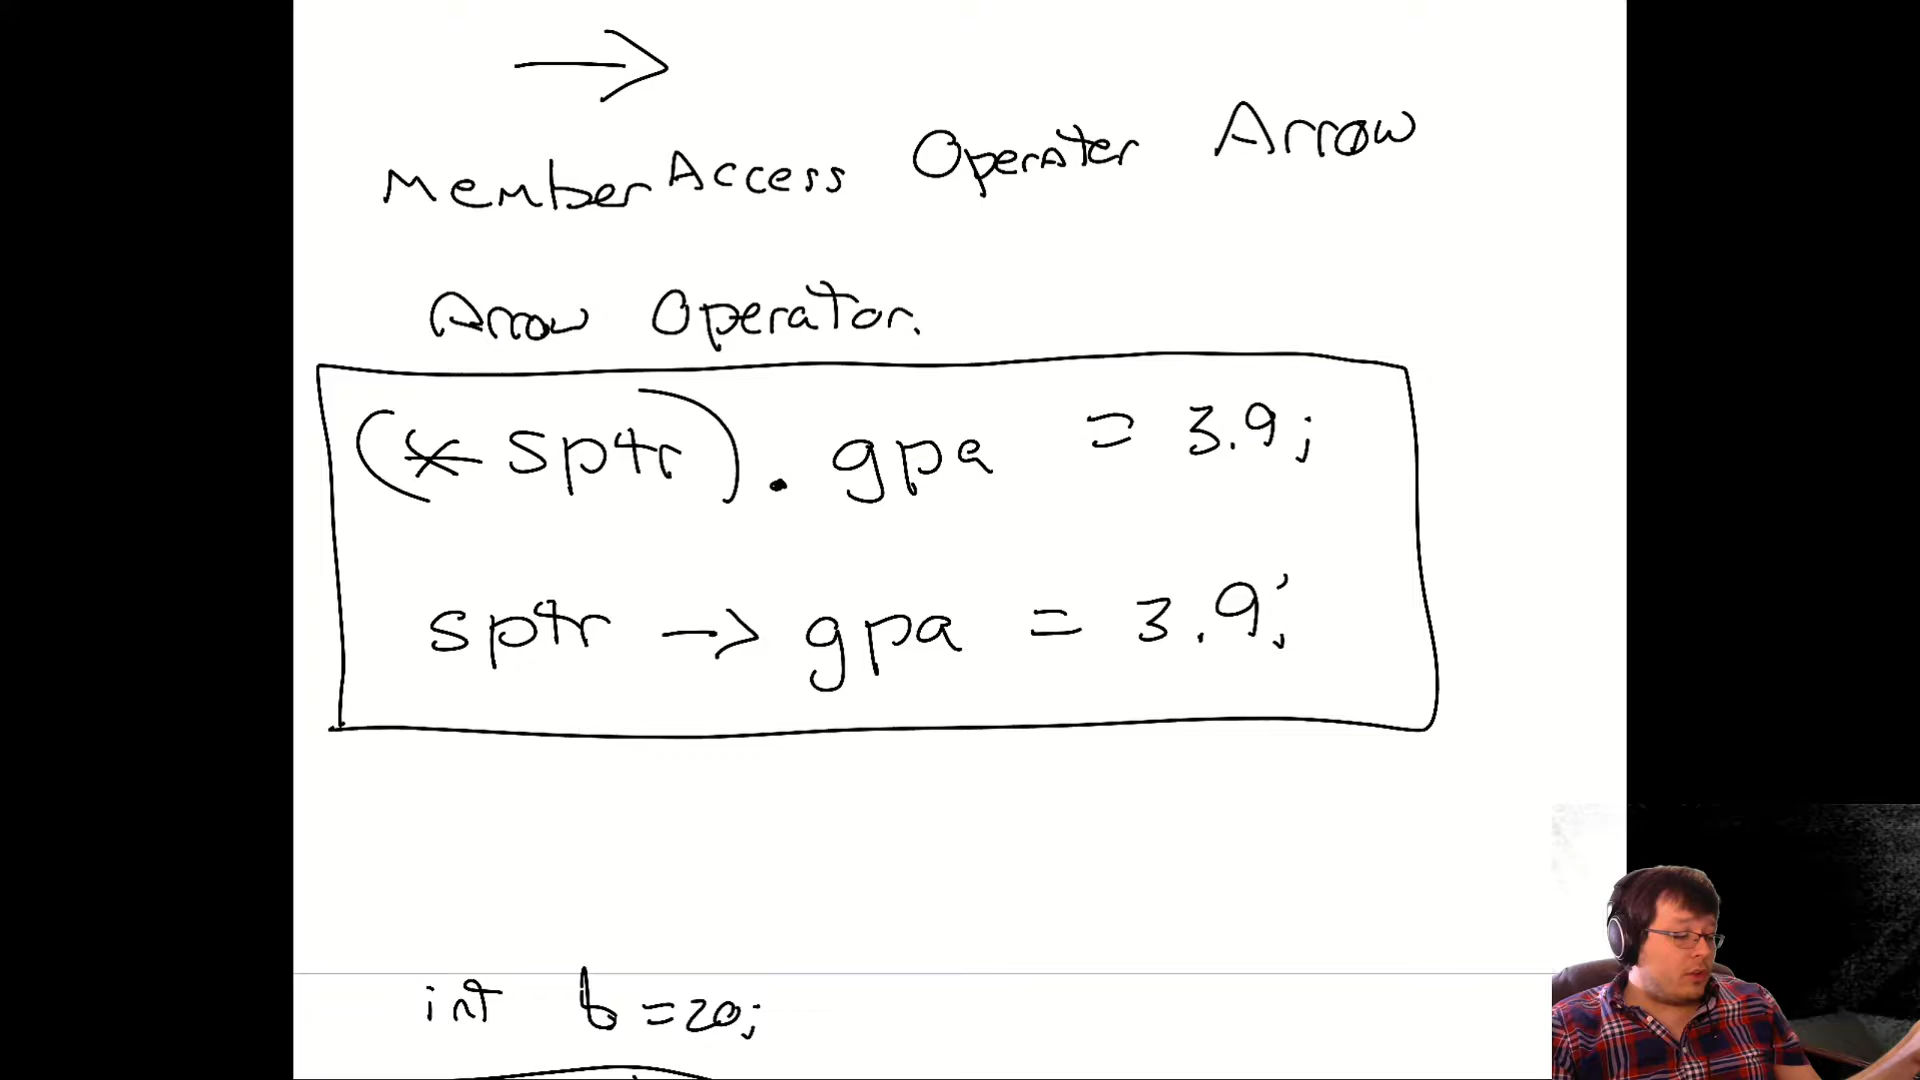 →
Member Access Operater Arrow
Arrow Operator.
(* sptr) . gpa = 3.9;
sptr -> gpa = 3.9;
int b = 20;